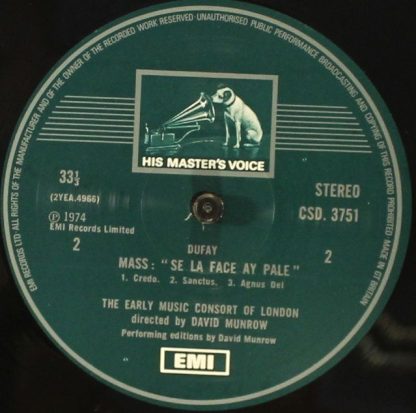 ALL RIGHTS OF THE MANUFACTURER AND OF THE OWNER OF THE RECORDED WORK RESERVED UNAUTHORISED PUBLIC PERFORMANCE BROADCASTING AND COPYING OF THIS RECORD PROHIBITED MADE IN GT BRITAIN
EMI RECORDS LTD
HIS MASTER'S VOICE
33⅓
STEREO
(2YEA.4966)
CSD. 3751
Ⓟ 1974
EMI Records Limited
2
2
DUFAY
MASS: "SE LA FACE AY PALE"
1. Credo. 2. Sanctus. 3. Agnus Dei
THE EARLY MUSIC CONSORT OF LONDON
directed by DAVID MUNROW
Performing editions by David Munrow
EMI